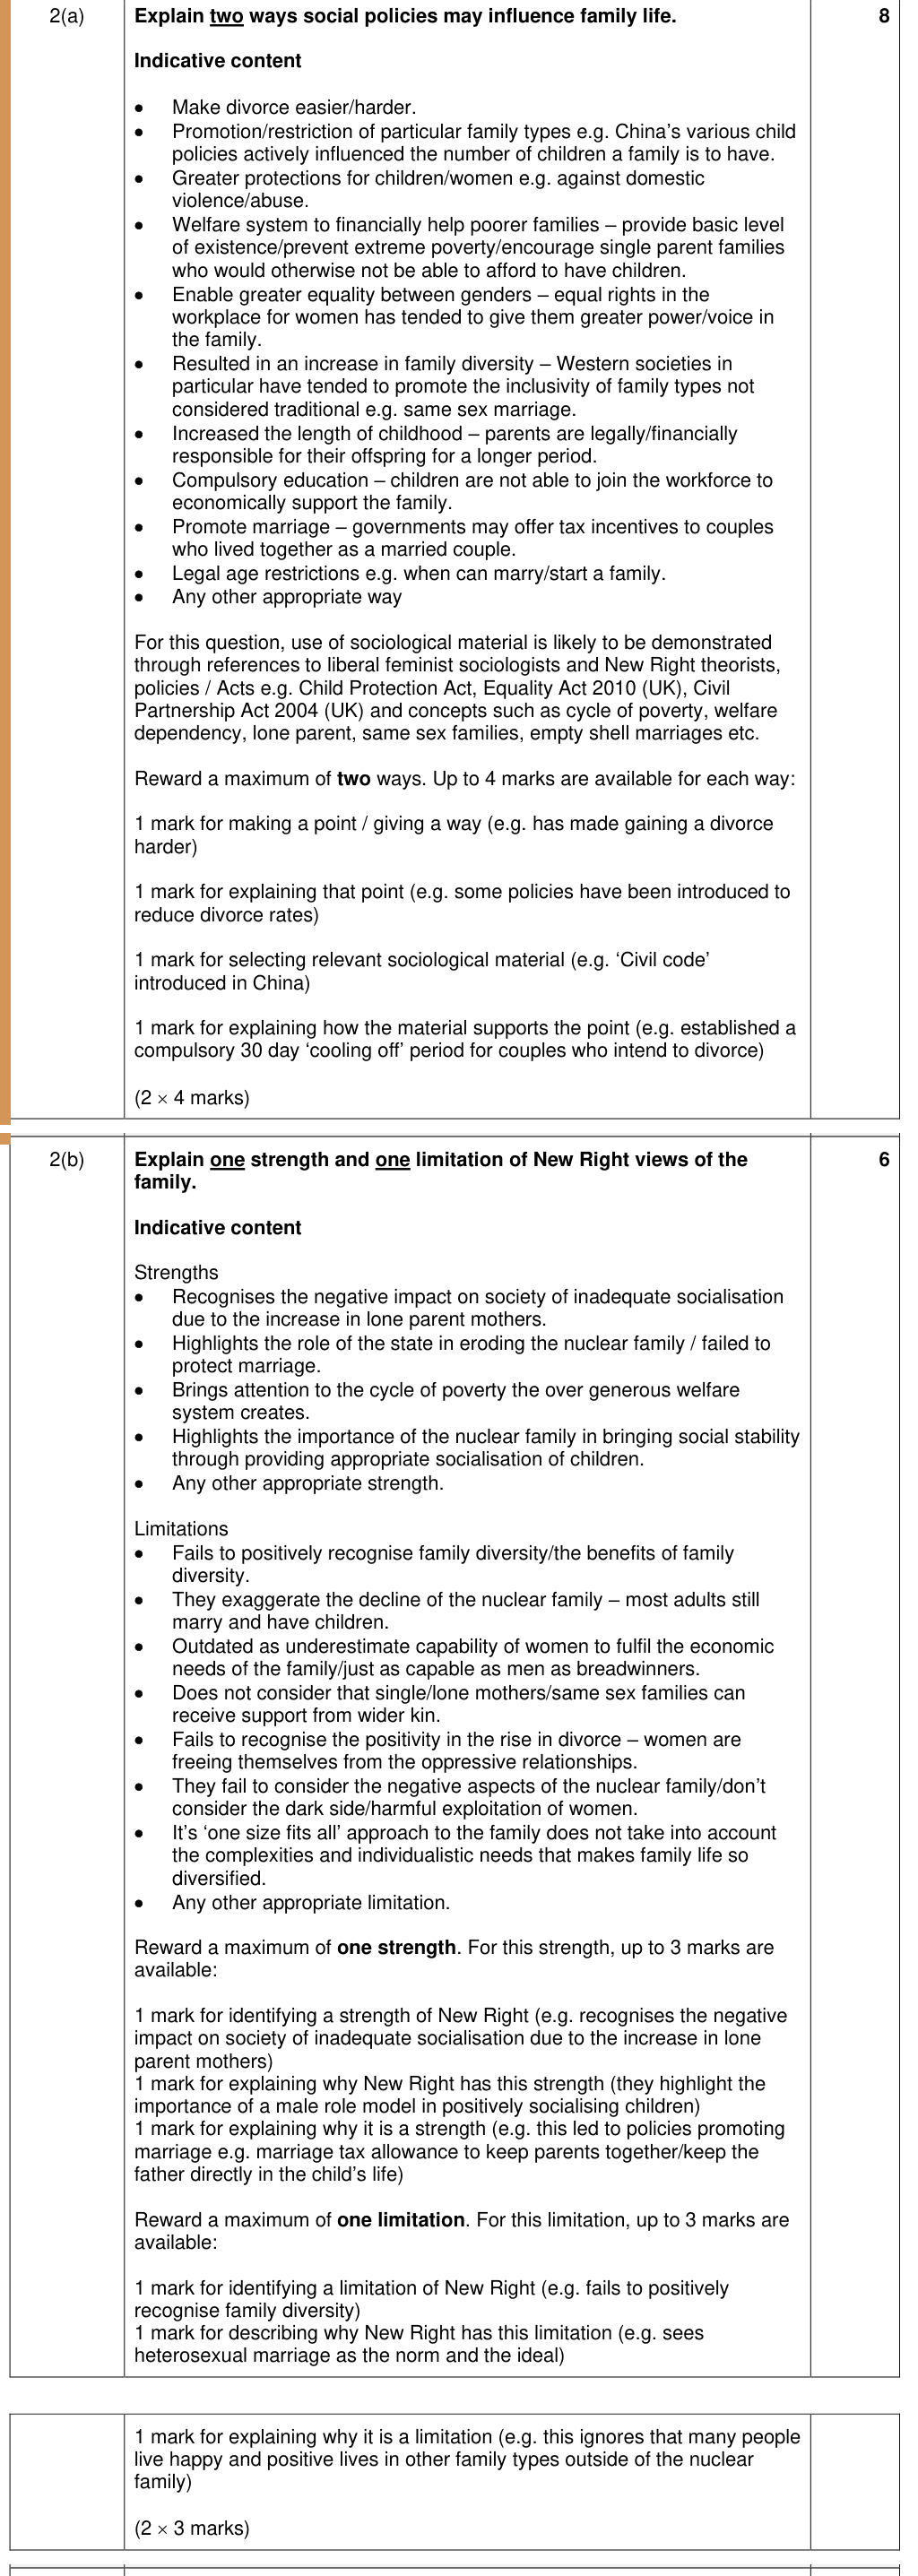 2(a)
Explain two ways social policies may influence family life.
8
Indicative content
• Make divorce easier/harder.
• Promotion/restriction of particular family types e.g. China’s various child
policies actively influenced the number of children a family is to have.
• Greater protections for children/women e.g. against domestic
violence/abuse.
• Welfare system to financially help poorer families – provide basic level
of existence/prevent extreme poverty/encourage single parent families
who would otherwise not be able to afford to have children.
• Enable greater equality between genders – equal rights in the
workplace for women has tended to give them greater power/voice in
the family.
• Resulted in an increase in family diversity – Western societies in
particular have tended to promote the inclusivity of family types not
considered traditional e.g. same sex marriage.
• Increased the length of childhood – parents are legally/financially
responsible for their offspring for a longer period.
• Compulsory education – children are not able to join the workforce to
economically support the family.
• Promote marriage – governments may offer tax incentives to couples
who lived together as a married couple.
• Legal age restrictions e.g. when can marry/start a family.
• Any other appropriate way
For this question, use of sociological material is likely to be demonstrated
through references to liberal feminist sociologists and New Right theorists,
policies / Acts e.g. Child Protection Act, Equality Act 2010 (UK), Civil
Partnership Act 2004 (UK) and concepts such as cycle of poverty, welfare
dependency, lone parent, same sex families, empty shell marriages etc.
Reward a maximum of two ways. Up to 4 marks are available for each way:
1 mark for making a point / giving a way (e.g. has made gaining a divorce
harder)
1 mark for explaining that point (e.g. some policies have been introduced to
reduce divorce rates)
1 mark for selecting relevant sociological material (e.g. ‘Civil code’
introduced in China)
1 mark for explaining how the material supports the point (e.g. established a
compulsory 30 day ‘cooling off’ period for couples who intend to divorce)
(2 × 4 marks)
2(b)
Explain one strength and one limitation of New Right views of the
family.
6
Indicative content
Strengths
• Recognises the negative impact on society of inadequate socialisation
due to the increase in lone parent mothers.
• Highlights the role of the state in eroding the nuclear family / failed to
protect marriage.
• Brings attention to the cycle of poverty the over generous welfare
system creates.
• Highlights the importance of the nuclear family in bringing social stability
through providing appropriate socialisation of children.
• Any other appropriate strength.
Limitations
• Fails to positively recognise family diversity/the benefits of family
diversity.
• They exaggerate the decline of the nuclear family – most adults still
marry and have children.
• Outdated as underestimate capability of women to fulfil the economic
needs of the family/just as capable as men as breadwinners.
• Does not consider that single/lone mothers/same sex families can
receive support from wider kin.
• Fails to recognise the positivity in the rise in divorce – women are
freeing themselves from the oppressive relationships.
• They fail to consider the negative aspects of the nuclear family/don’t
consider the dark side/harmful exploitation of women.
• It’s ‘one size fits all’ approach to the family does not take into account
the complexities and individualistic needs that makes family life so
diversified.
• Any other appropriate limitation.
Reward a maximum of one strength. For this strength, up to 3 marks are
available:
1 mark for identifying a strength of New Right (e.g. recognises the negative
impact on society of inadequate socialisation due to the increase in lone
parent mothers)
1 mark for explaining why New Right has this strength (they highlight the
importance of a male role model in positively socialising children)
1 mark for explaining why it is a strength (e.g. this led to policies promoting
marriage e.g. marriage tax allowance to keep parents together/keep the
father directly in the child’s life)
Reward a maximum of one limitation. For this limitation, up to 3 marks are
available:
1 mark for identifying a limitation of New Right (e.g. fails to positively
recognise family diversity)
1 mark for describing why New Right has this limitation (e.g. sees
heterosexual marriage as the norm and the ideal)
1 mark for explaining why it is a limitation (e.g. this ignores that many people
live happy and positive lives in other family types outside of the nuclear
family)
(2 × 3 marks)